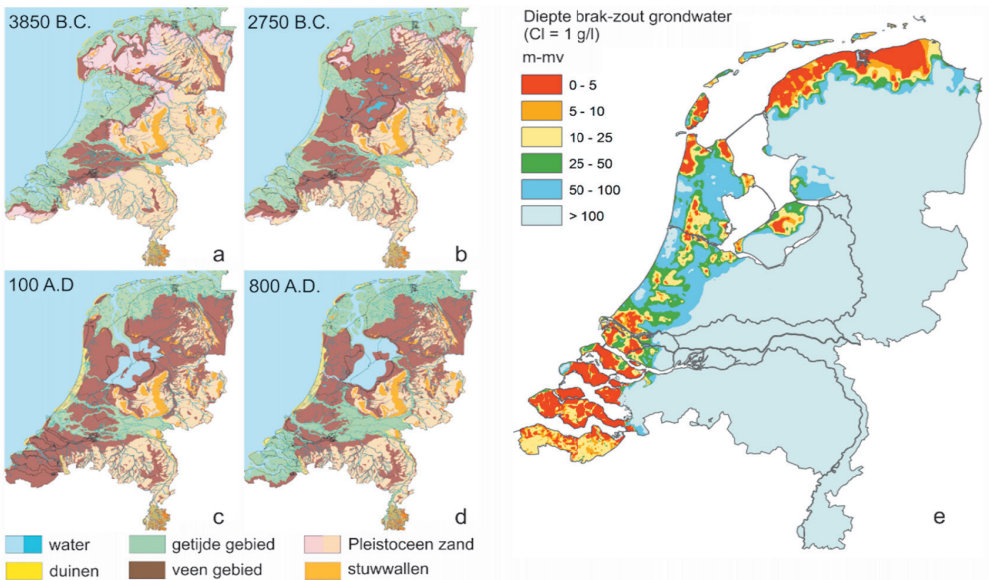 3850 B.C.
2750 B.C.
a
b
100 A.D
800 A.D.
c
d
water
getijde gebied
Pleistoceen zand
duinen
veen gebied
stuwwallen
Diepte brak-zout grondwater
(Cl = 1 g/l)
m-mv
0 - 5
5 - 10
10 - 25
25 - 50
50 - 100
> 100
e